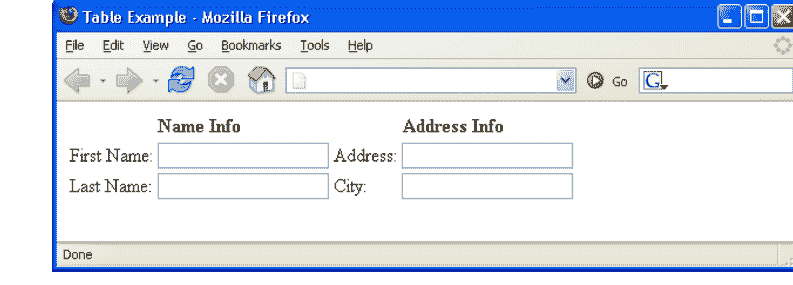 Table Example - Mozilla Firefox
File Edit View Go Bookmarks Tools Help
Go G
Name Info Address Info
First Name: Address:
Last Name: City:
Done